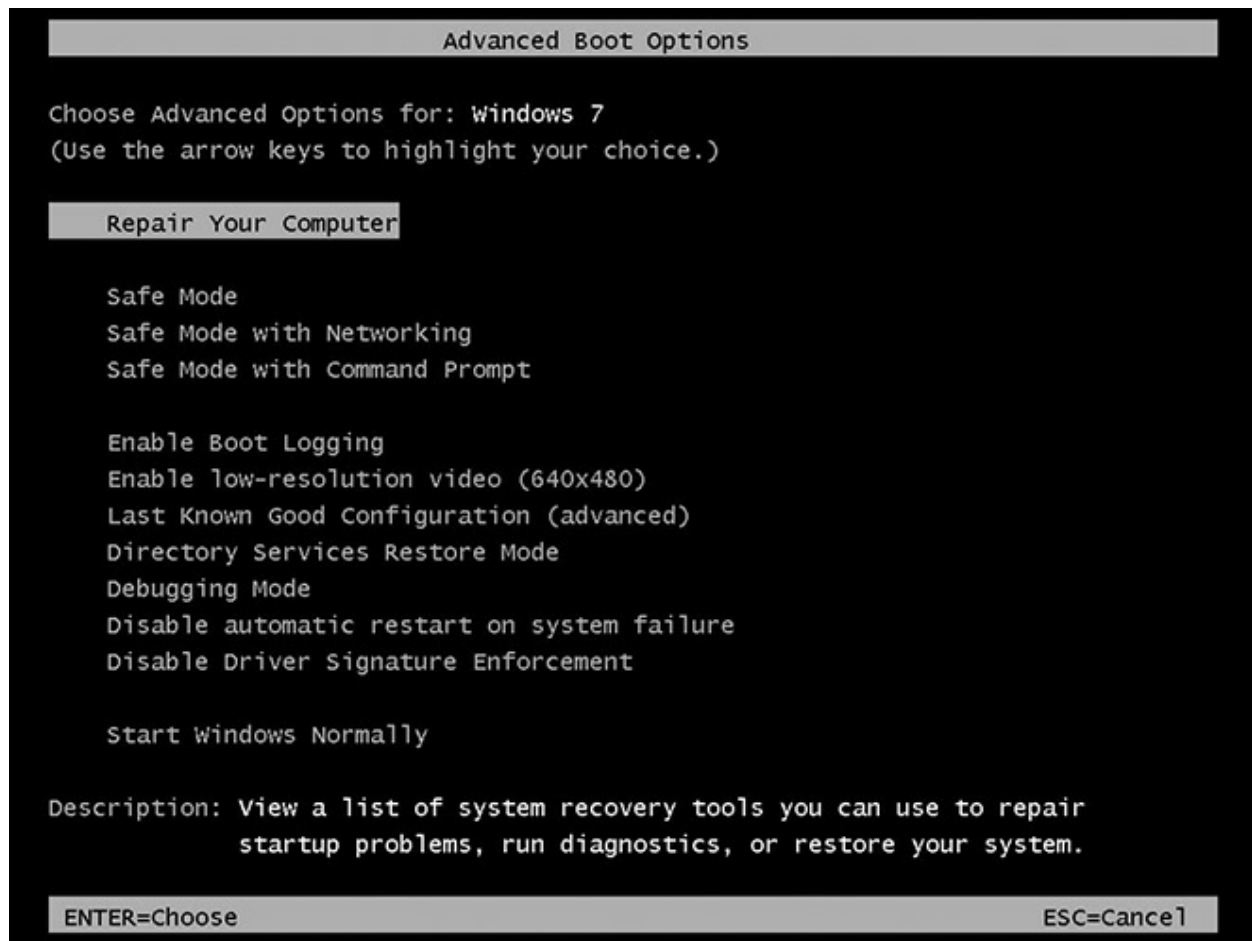 Advanced Boot Options
Choose Advanced Options for: Windows 7
(Use the arrow keys to highlight your choice.)
Repair Your Computer
Safe Mode
Safe Mode with Networking
Safe Mode with Command Prompt
Enable Boot Logging
Enable low-resolution video (640x480)
Last Known Good Configuration (advanced)
Directory Services Restore Mode
Debugging Mode
Disable automatic restart on system failure
Disable Driver Signature Enforcement
Start Windows Normally
Description: View a list of system recovery tools you can use to repair
startup problems, run diagnostics, or restore your system.
ENTER=Choose ESC=Cancel